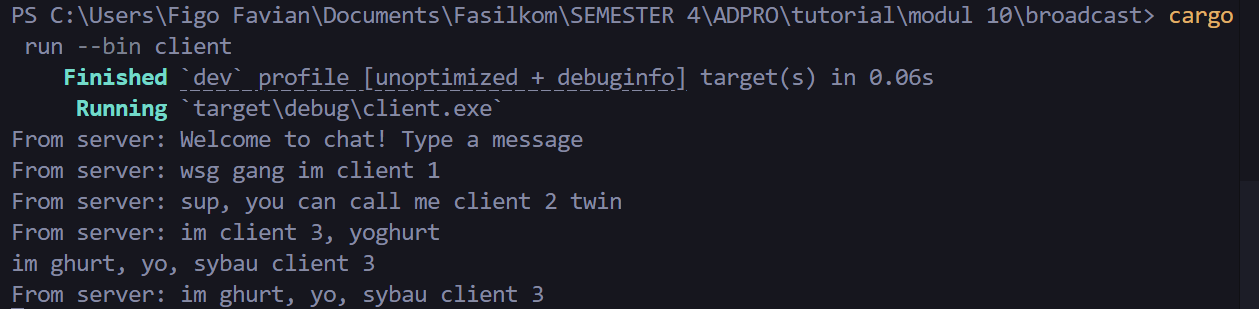 PS C:\Users\Figo Favian\Documents\Fasilkom\SEMESTER 4\ADPRO\tutorial\modul 10\broadcast> cargo
 run --bin client
    Finished `dev` profile [unoptimized + debuginfo] target(s) in 0.06s
     Running `target\debug\client.exe`
From server: Welcome to chat! Type a message
From server: wsg gang im client 1
From server: sup, you can call me client 2 twin
From server: im client 3, yoghurt
im ghurt, yo, sybau client 3
From server: im ghurt, yo, sybau client 3